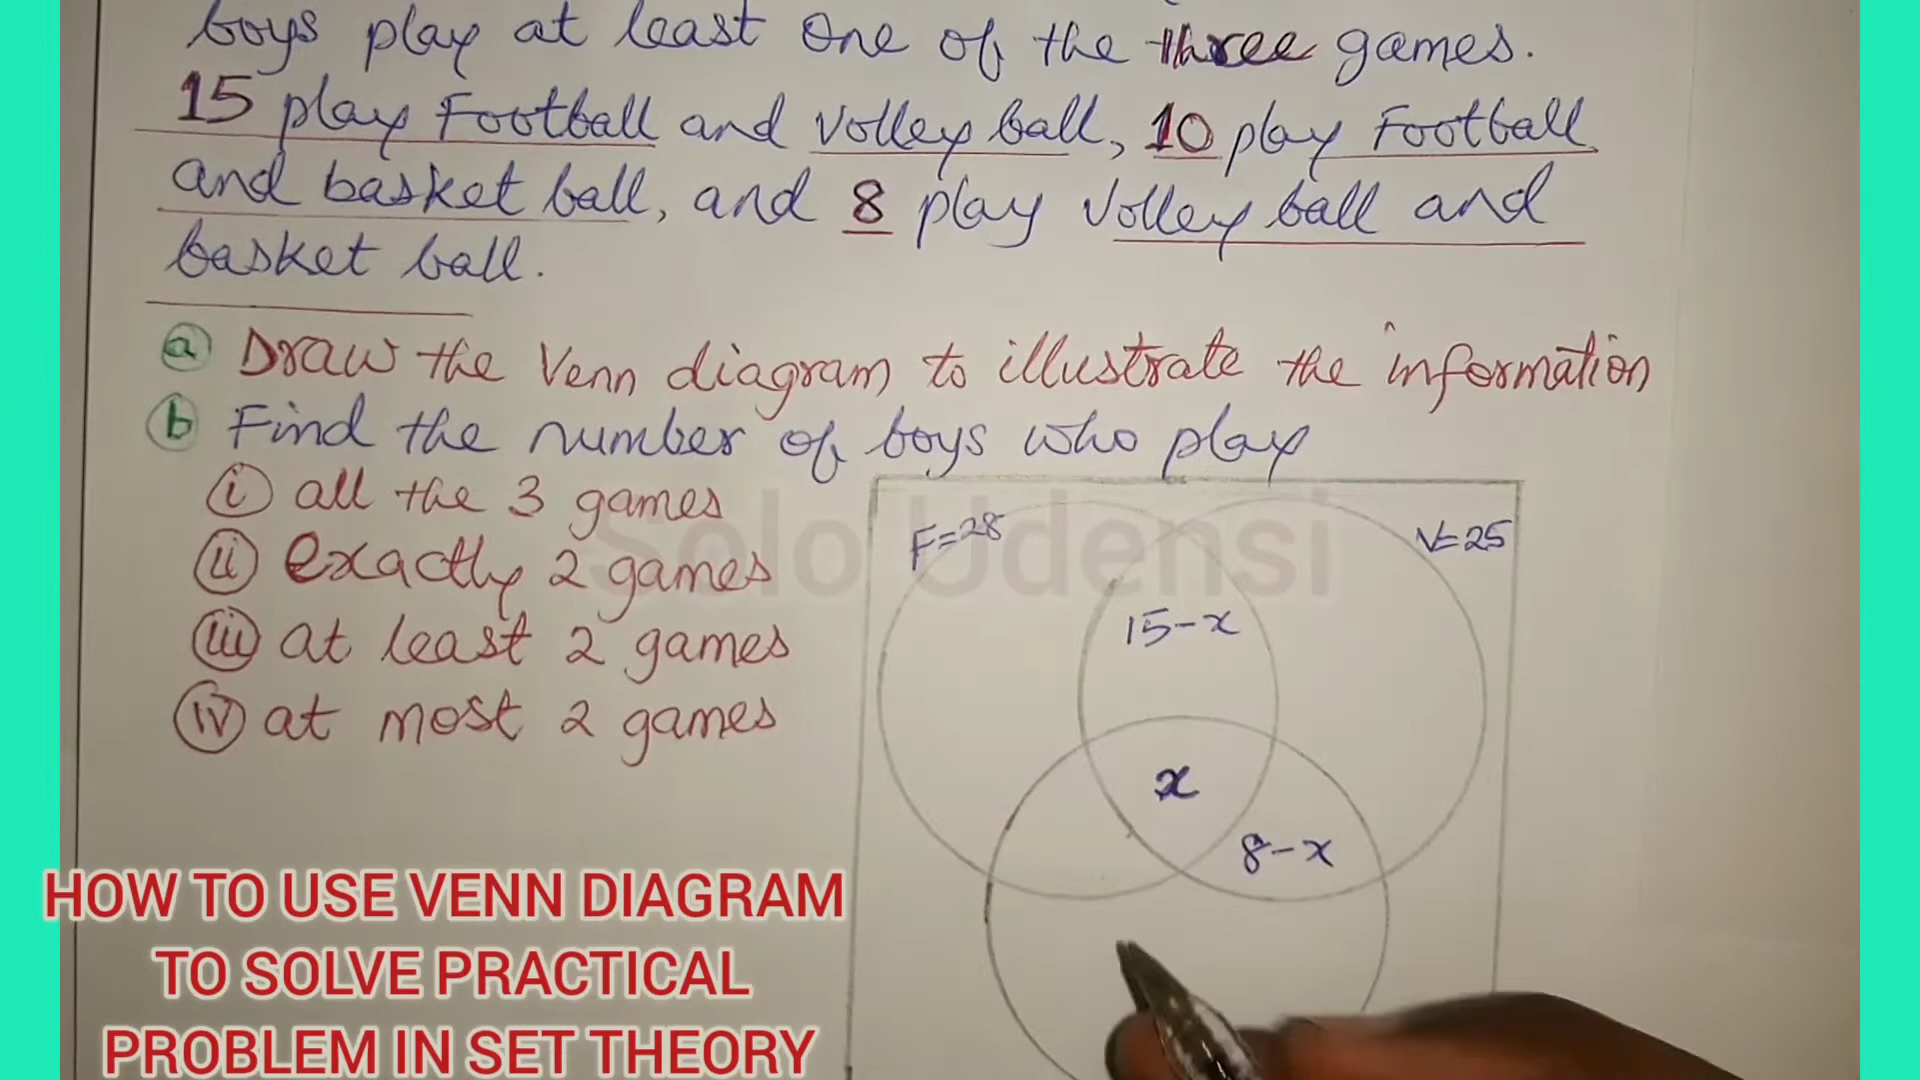 boys play at least one of the three games.
15 play Football and volley ball, 10 play Football
and basket ball, and 8 play volley ball and
basket ball.
a Draw the Venn diagram to illustrate the information
b Find the number of boys who play
i all the 3 games
ii exactly 2 games
iii at least 2 games
iv at most 2 games
Solo Udensi
F=28
V=25
15-x
x
8-x
HOW TO USE VENN DIAGRAM
TO SOLVE PRACTICAL
PROBLEM IN SET THEORY